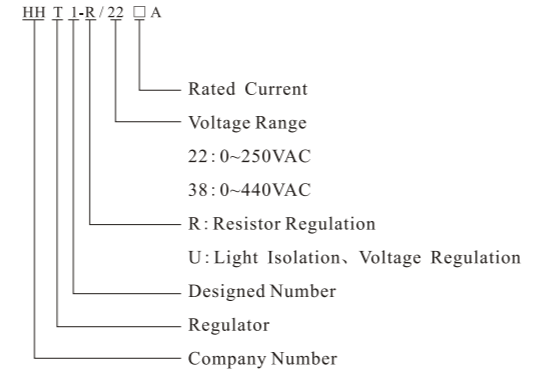 HH T 1-R/22 □ A
Rated Current
Voltage Range
22:0~250VAC
38:0~440VAC
R:Resistor Regulation
U:Light Isolation、Voltage Regulation
Designed Number
Regulator
Company Number